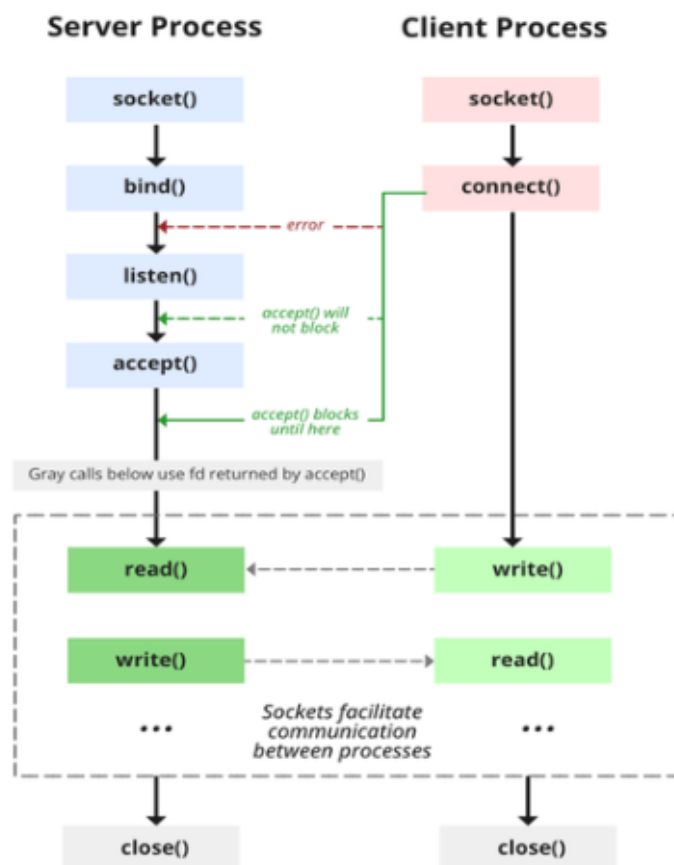 Server Process
Client Process
socket()
socket()
bind()
connect()
error
listen()
accept() will
not block
accept()
accept() blocks
until here
Gray calls below use fd returned by accept()
read()
write()
write()
read()
...
Sockets facilitate
communication
between processes
...
close()
close()